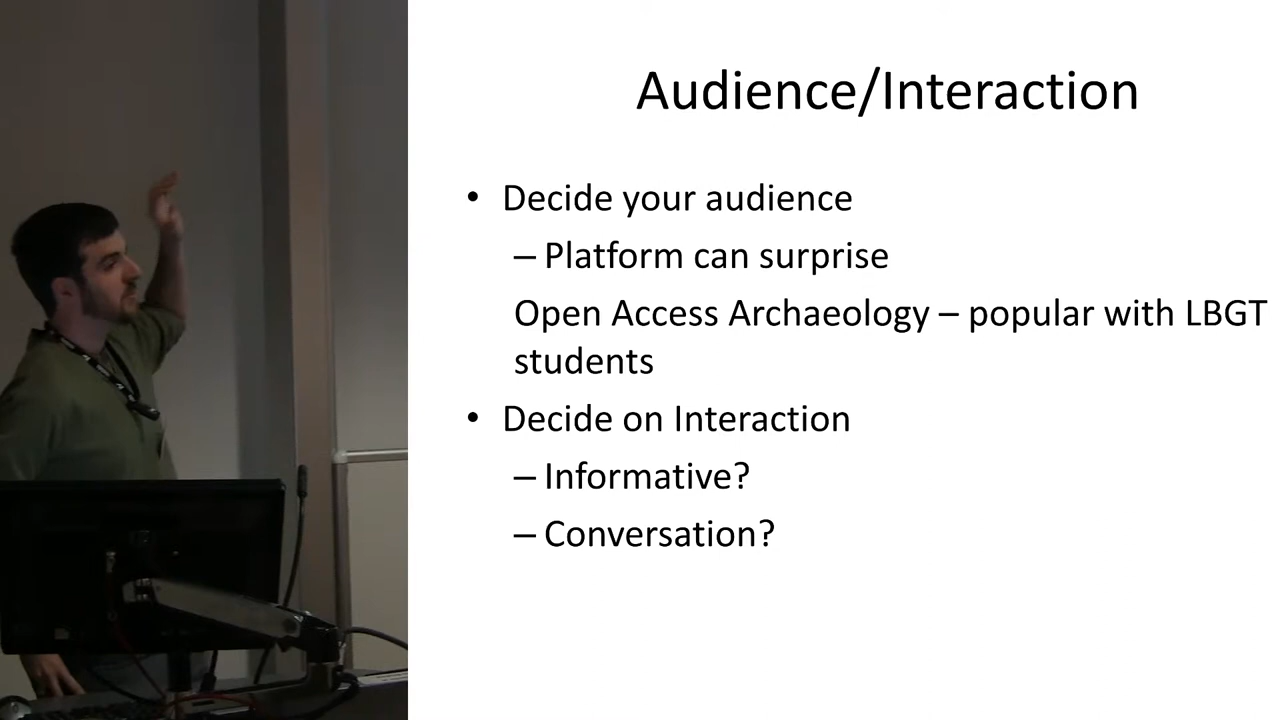 Audience/Interaction
• Decide your audience
– Platform can surprise
Open Access Archaeology – popular with LBGT
students
• Decide on Interaction
– Informative?
– Conversation?